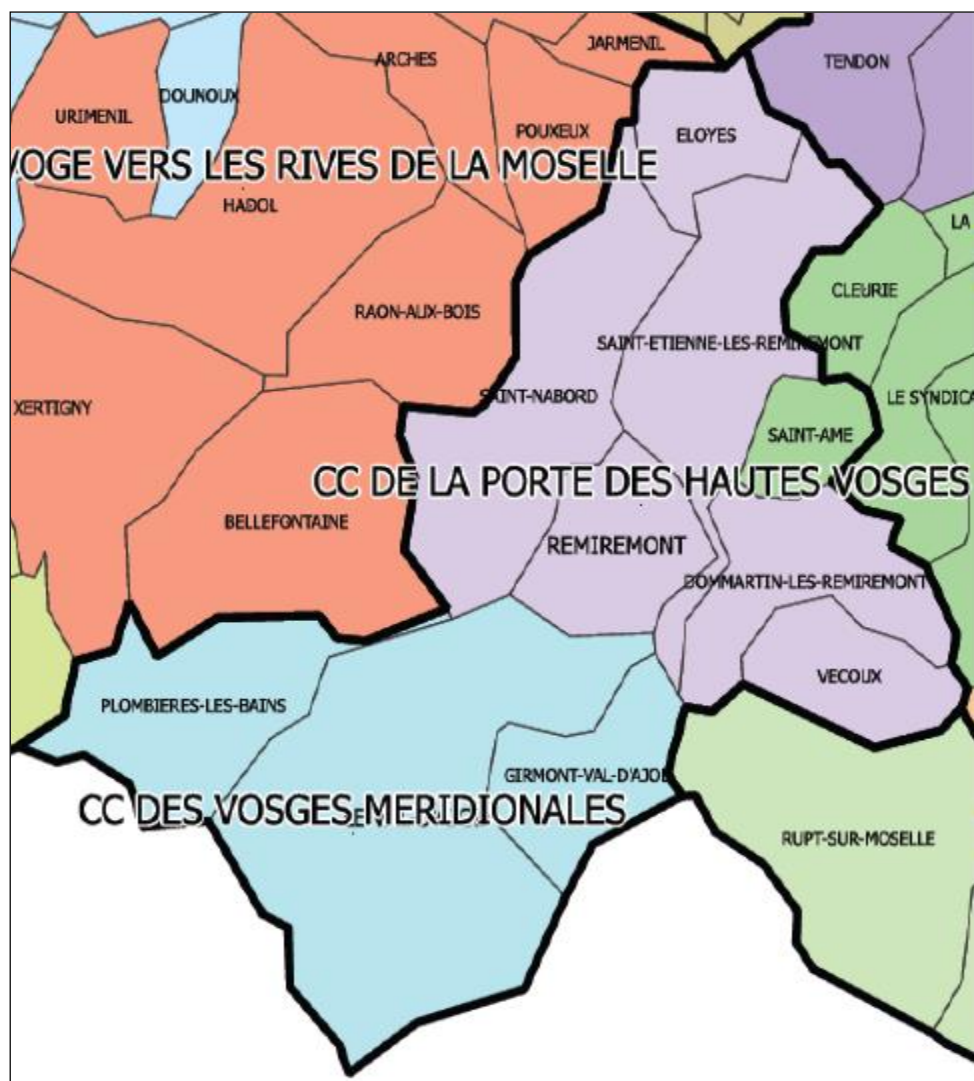 JARMENIL
ARCHES
TENDON
DOUNOUX
URIMENIL
POUXEUX
ELOYES
VOGE VERS LES RIVES DE LA MOSELLE
HADOL
LA
CLEURIE
RAON-AUX-BOIS
SAINT-ETIENNE-LES-REMIREMONT
SAINT-NABORD
LE SYNDICA
XERTIGNY
SAINT-AME
CC DE LA PORTE DES HAUTES VOSGES
BELLEFONTAINE
REMIREMONT
DOMMARTIN-LES-REMIREMONT
VECOUX
PLOMBIERES-LES-BAINS
GIRMONT-VAL-D'AJOL
CC DES VOSGES MERIDIONALES
RUPT-SUR-MOSELLE